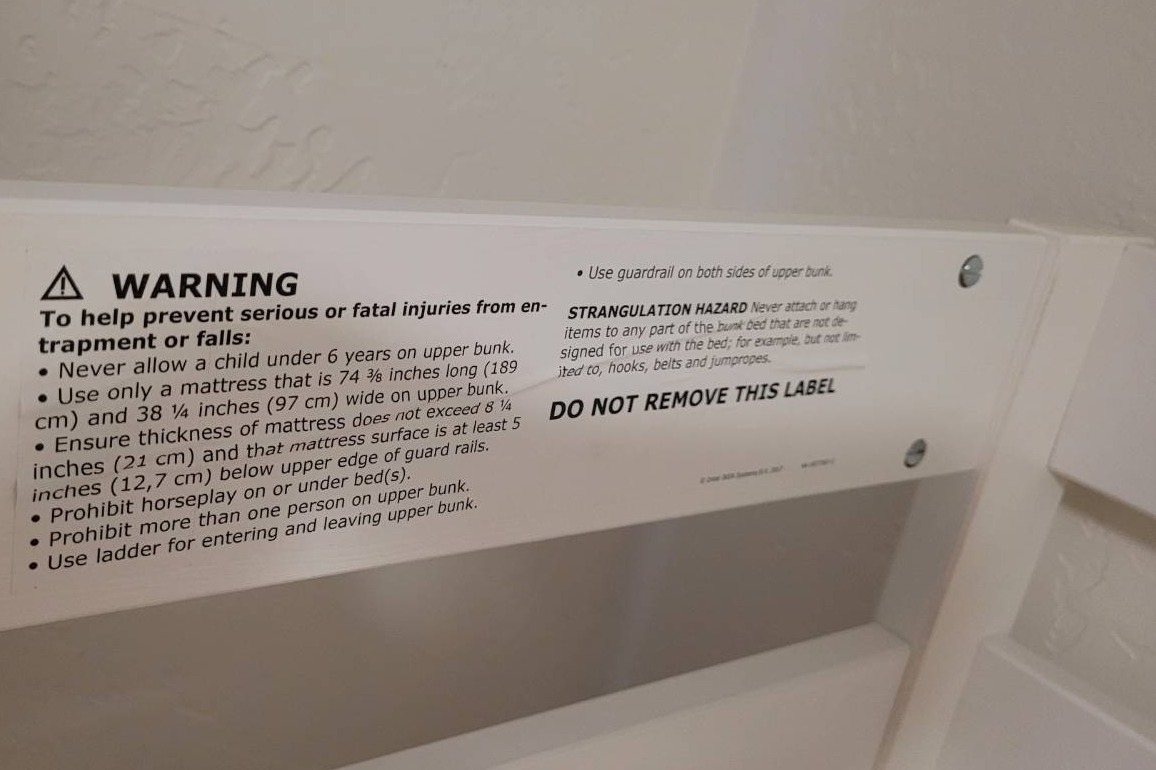 WARNING
To help prevent serious or fatal injuries from en-
trapment or falls:
• Never allow a child under 6 years on upper bunk.
• Use only a mattress that is 74 ⅜ inches long (189
cm) and 38 ¼ inches (97 cm) wide on upper bunk.
• Ensure thickness of mattress does not exceed 8 ¼
inches (21 cm) and that mattress surface is at least 5
inches (12,7 cm) below upper edge of guard rails.
• Prohibit horseplay on or under bed(s).
• Prohibit more than one person on upper bunk.
• Use ladder for entering and leaving upper bunk.
• Use guardrail on both sides of upper bunk.
STRANGULATION HAZARD Never attach or hang
items to any part of the bunk bed that are not de-
signed for use with the bed; for example, but not lim-
ited to, hooks, belts and jumpropes.
DO NOT REMOVE THIS LABEL